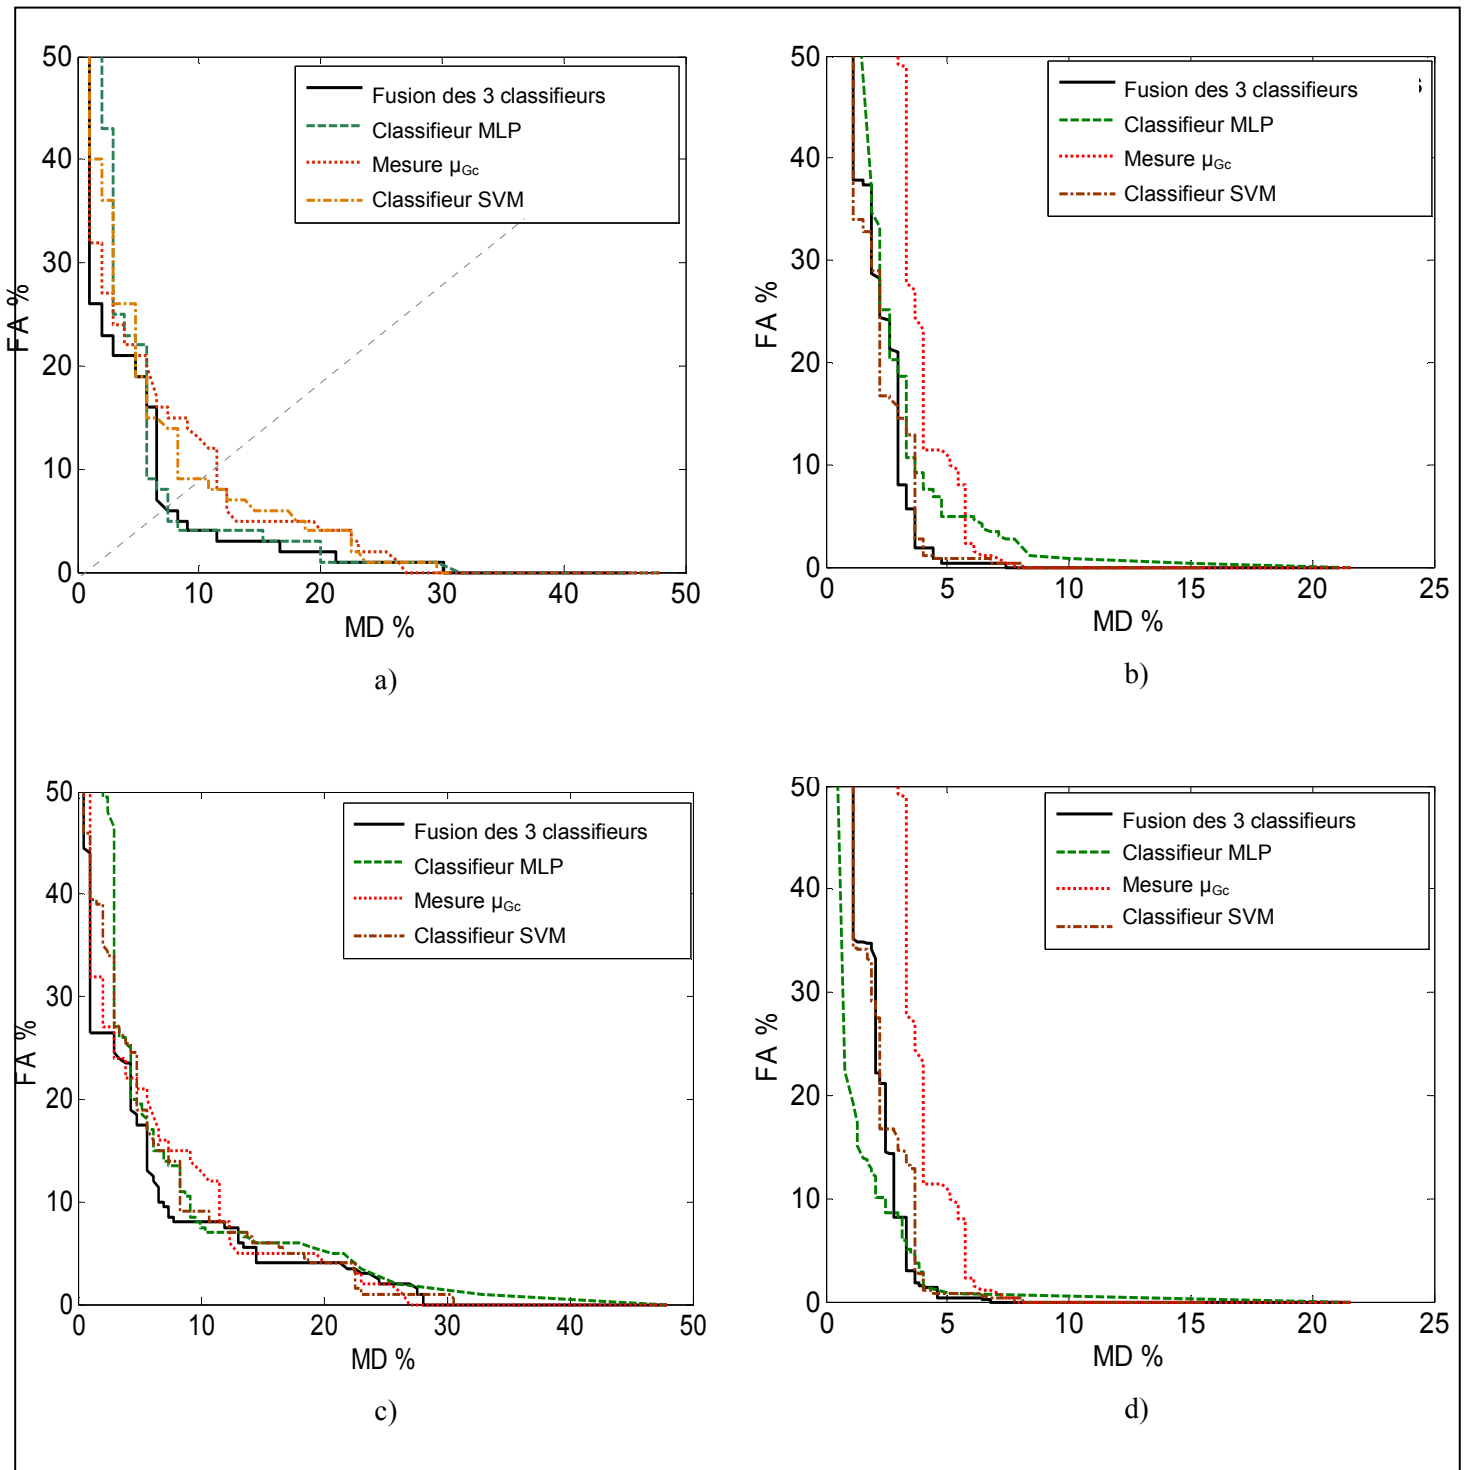 50
40
30
20
10
0
FA %
Fusion des 3 classifieurs
Classifieur MLP
Mesure μGc
Classifieur SVM
0 10 20 30 40 50
MD %
a)
50
40
30
20
10
0
FA %
Fusion des 3 classifieurs
Classifieur MLP
Mesure μGc
Classifieur SVM
0 5 10 15 20 25
MD %
b)
50
40
30
20
10
0
FA %
Fusion des 3 classifieurs
Classifieur MLP
Mesure μGc
Classifieur SVM
0 10 20 30 40 50
MD %
c)
50
40
30
20
10
0
FA %
Fusion des 3 classifieurs
Classifieur MLP
Mesure μGc
Classifieur SVM
0 5 10 15 20 25
MD %
d)